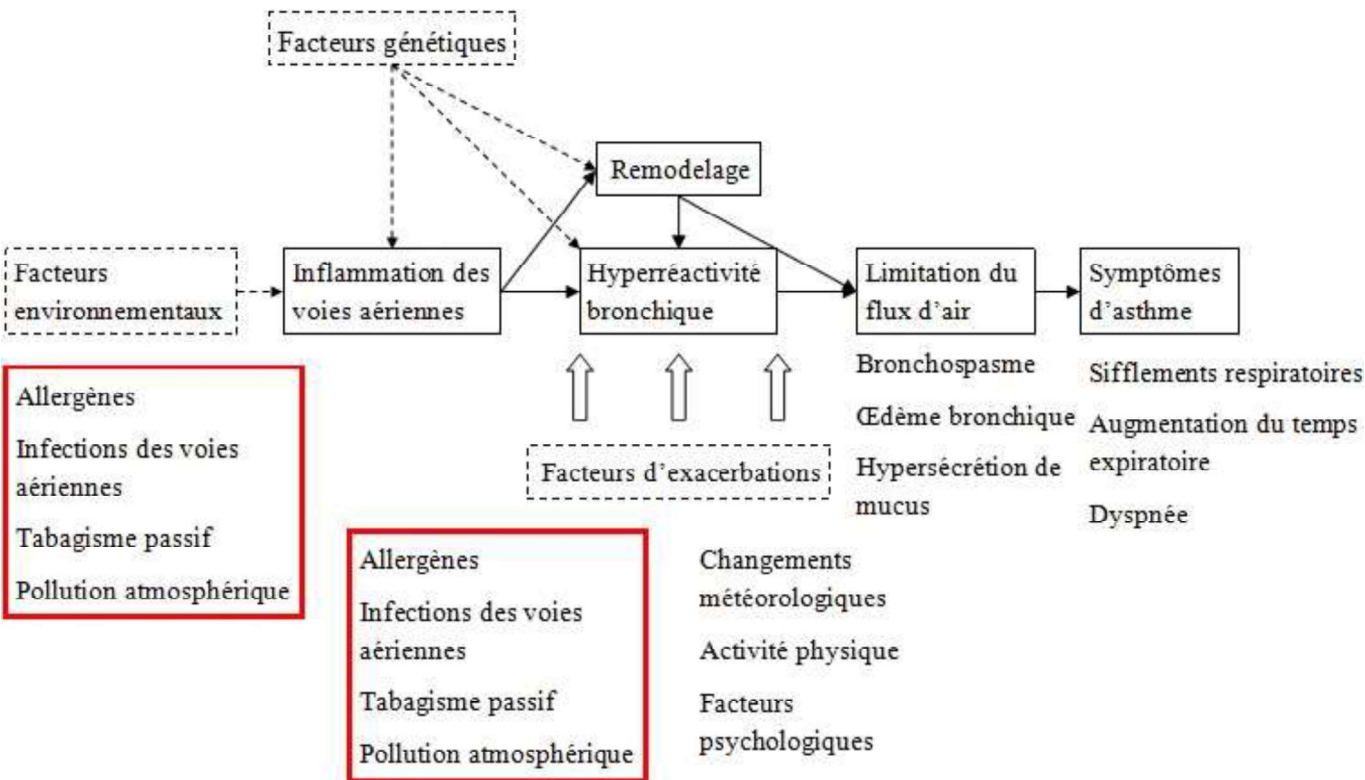 Facteurs génétiques
Remodelage
Facteurs
environnementaux
Inflammation des
voies aériennes
Hyperréactivité
bronchique
Limitation du
flux d'air
Symptômes
d'asthme
Allergènes
Infections des voies
aériennes
Tabagisme passif
Pollution atmosphérique
Facteurs d'exacerbations
Bronchospasme
Œdème bronchique
Hypersécrétion de
mucus
Sifflements respiratoires
Augmentation du temps
expiratoire
Dyspnée
Allergènes
Infections des voies
aériennes
Tabagisme passif
Pollution atmosphérique
Changements
météorologiques
Activité physique
Facteurs
psychologiques